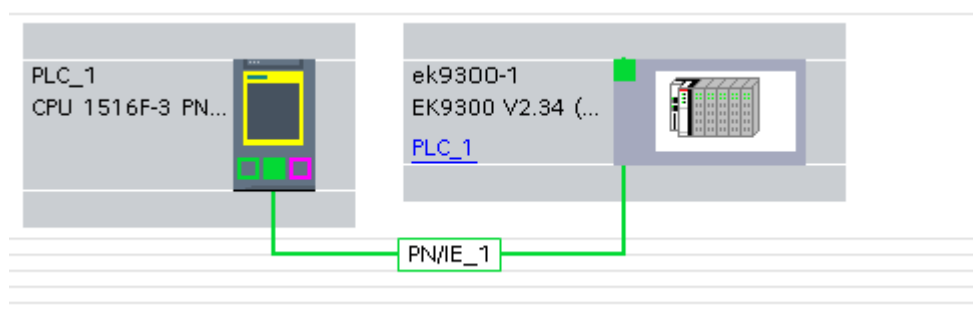 PLC_1
CPU 1516F-3 PN...
ek9300-1
EK9300 V2.34 (...
PLC_1
PN/IE_1